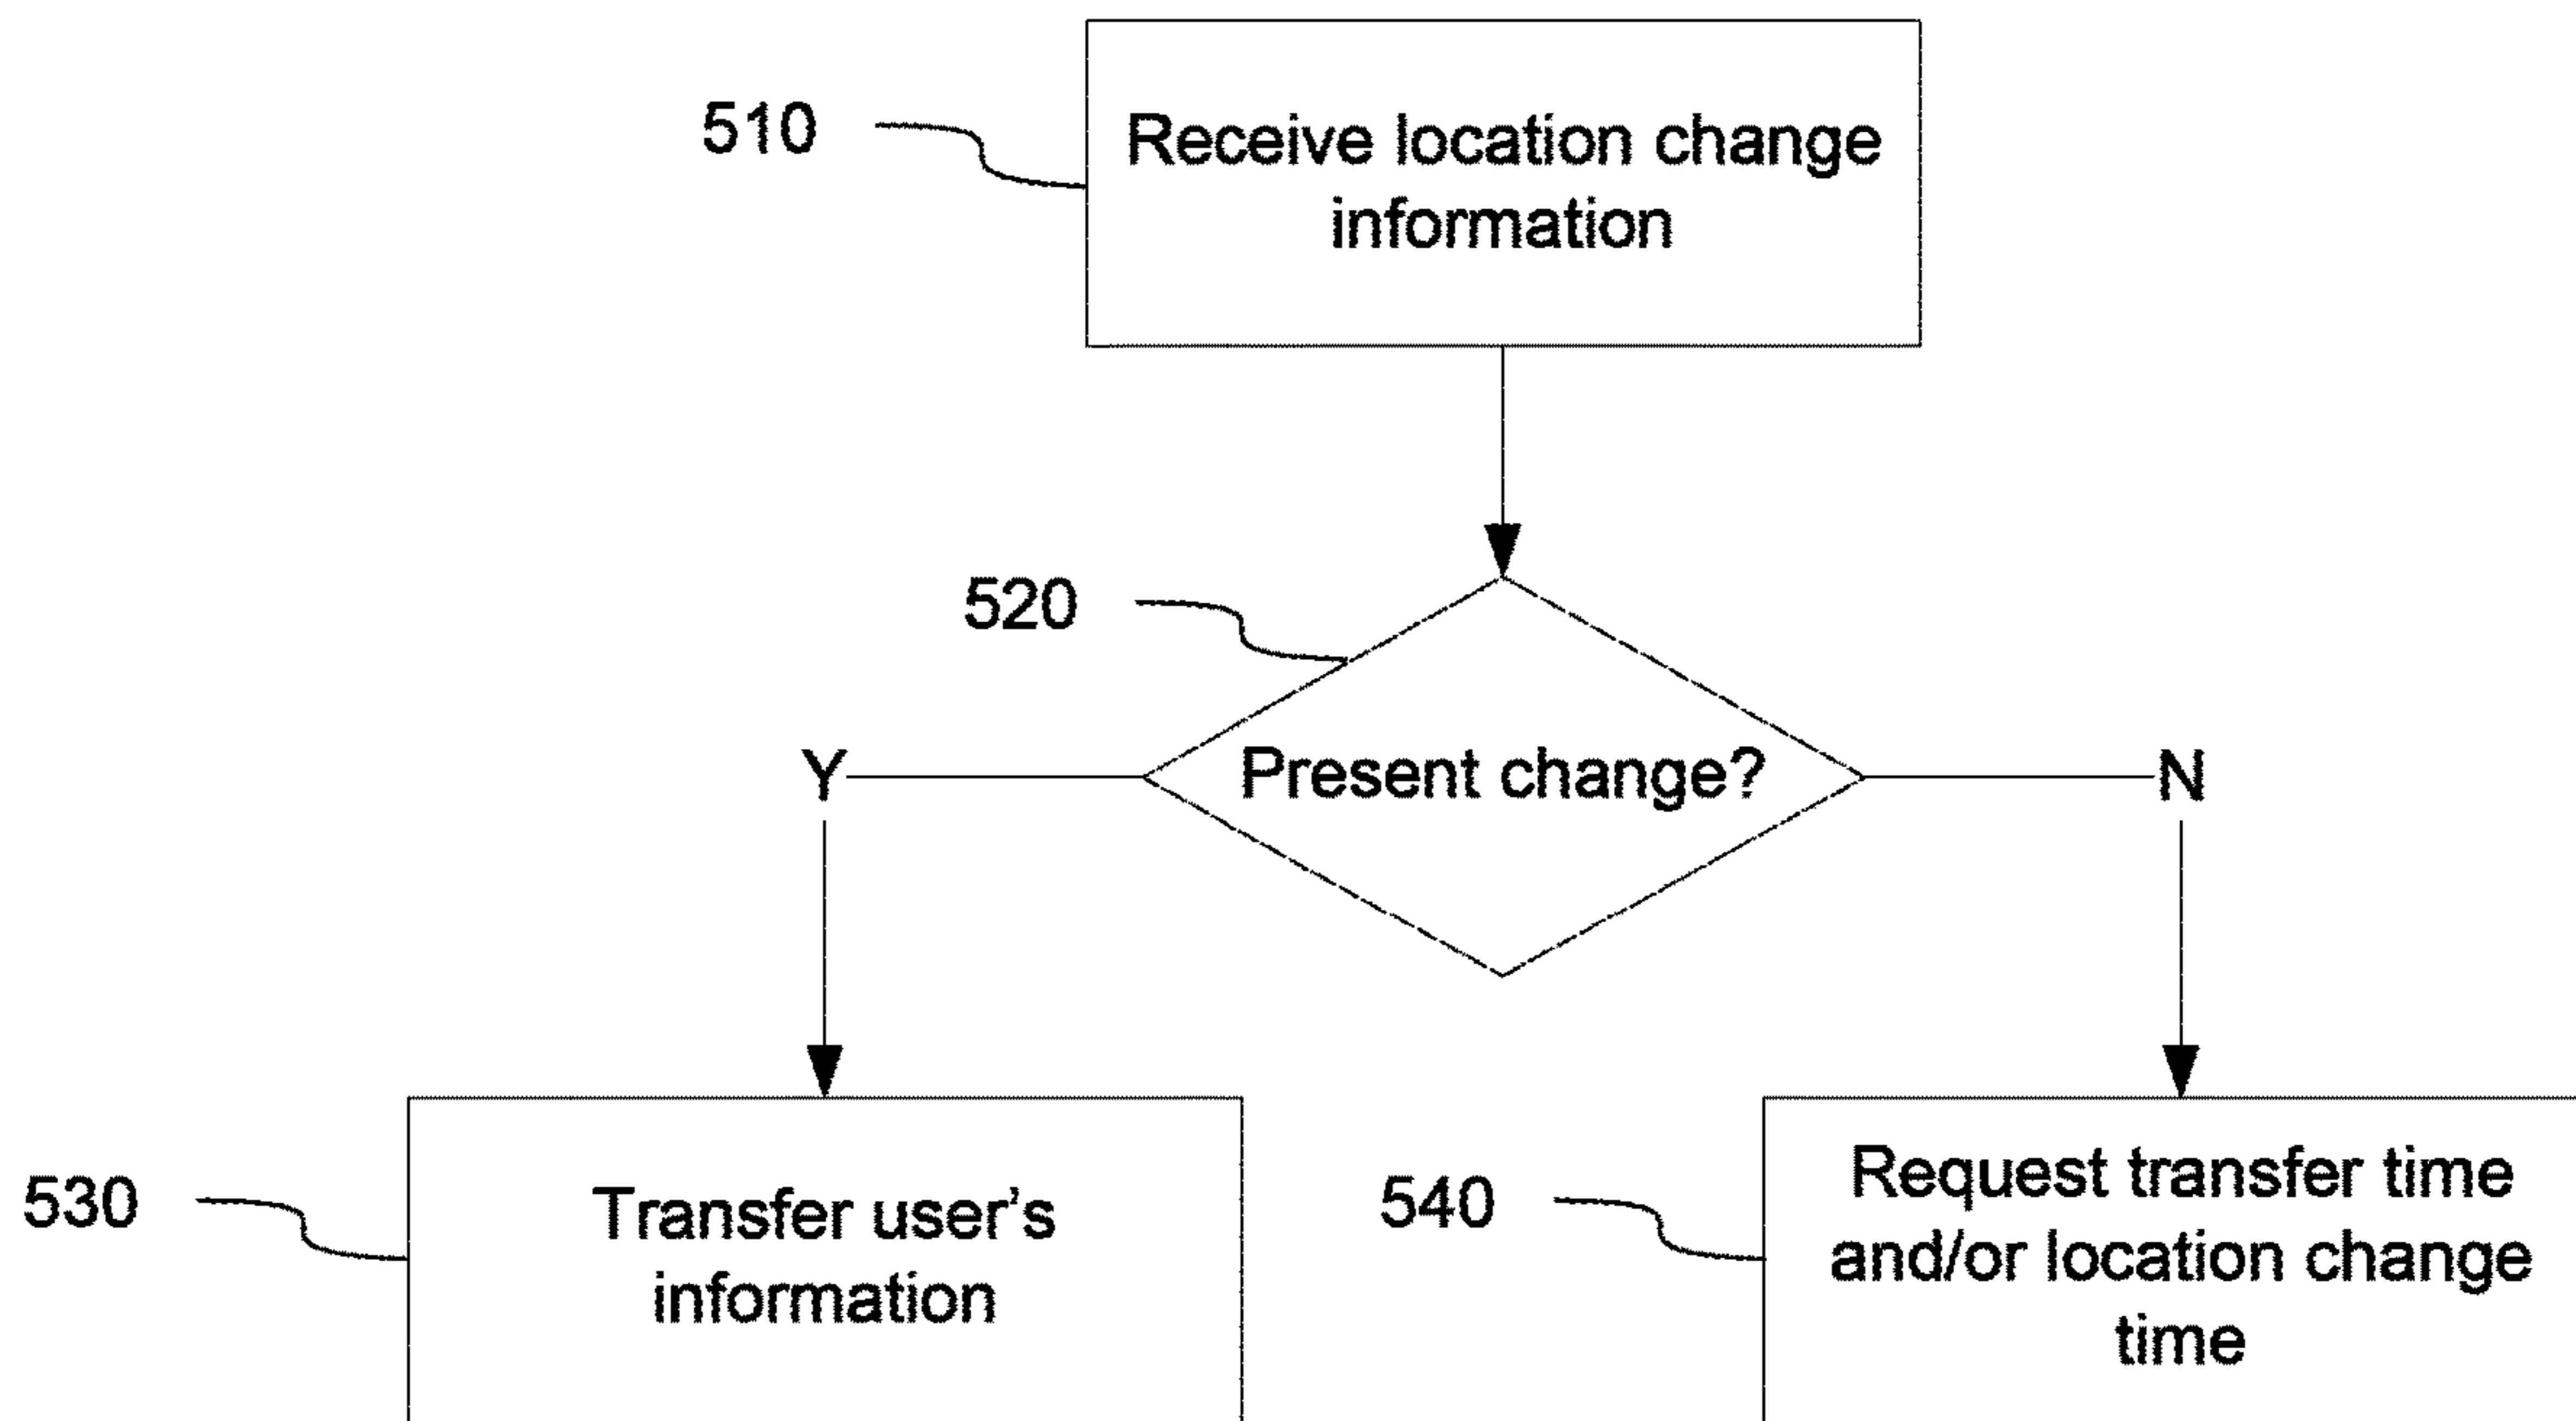 510
Receive location change
information
520
Y
Present change?
N
530
Transfer user's
information
540
Request transfer time
and/or location change
time